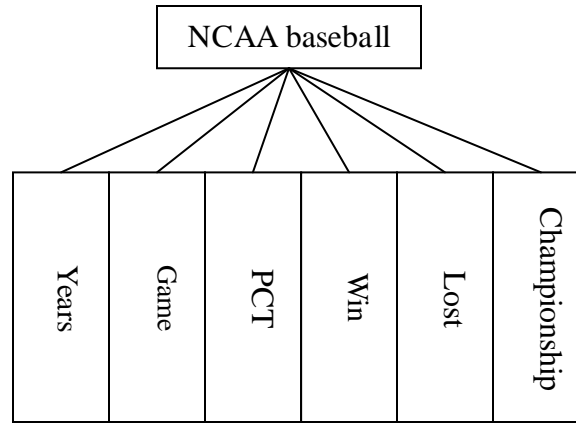 NCAA baseball
Years
Game
PCT
Win
Lost
Championship